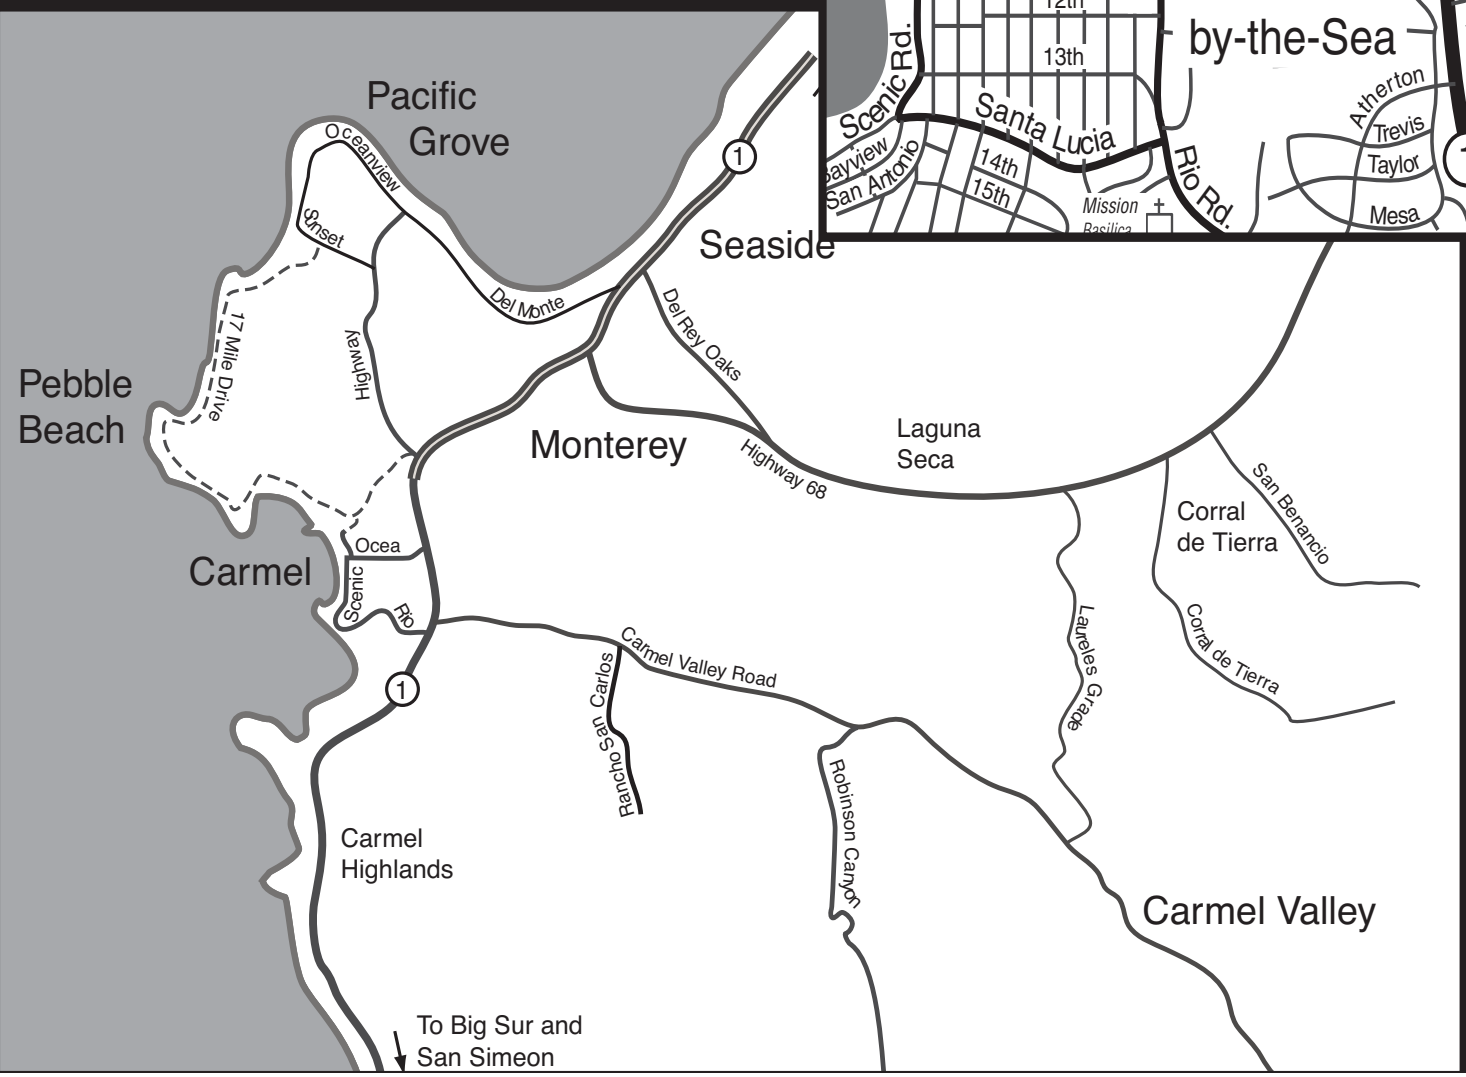 12th
by-the-Sea
13th
Scenic Rd.
Santa Lucia
Atherton
Trevis
Taylor
Mesa
Bayview
San Antonio
14th
15th
Mission
Basilica
Rio Rd.
Pacific
Grove
Oceanview
1
Sunset
Seaside
Del Monte
Del Rey Oaks
17 Mile Drive
Highway
Pebble
Beach
Monterey
Highway 68
Laguna
Seca
San Benancio
Corral
de Tierra
Carmel
Ocea
Scenic
Rio
Laureles Grade
Corral de Tierra
Carmel Valley Road
Rancho San Carlos
1
Robinson Canyon
Carmel
Highlands
Carmel Valley
To Big Sur and
San Simeon